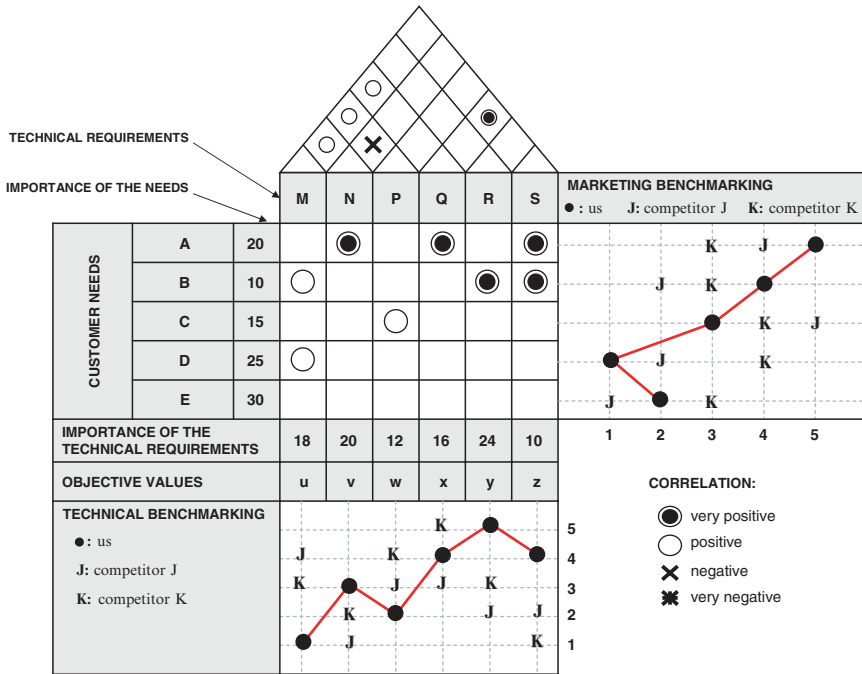 TECHNICAL REQUIREMENTS
IMPORTANCE OF THE NEEDS
M N P Q R S
MARKETING BENCHMARKING
: us J: competitor J K: competitor K
CUSTOMER NEEDS
A 20 K J
B 10 J K
C 15 K J
D 25 J K
E 30 J K
1 2 3 4 5
IMPORTANCE OF THE
TECHNICAL REQUIREMENTS
18 20 12 16 24 10
OBJECTIVE VALUES u v w x y z
TECHNICAL BENCHMARKING
: us
J: competitor J
K: competitor K
K 5
J K 4
K J J K 3
K J J 2
J K 1
CORRELATION:
very positive
positive
negative
very negative